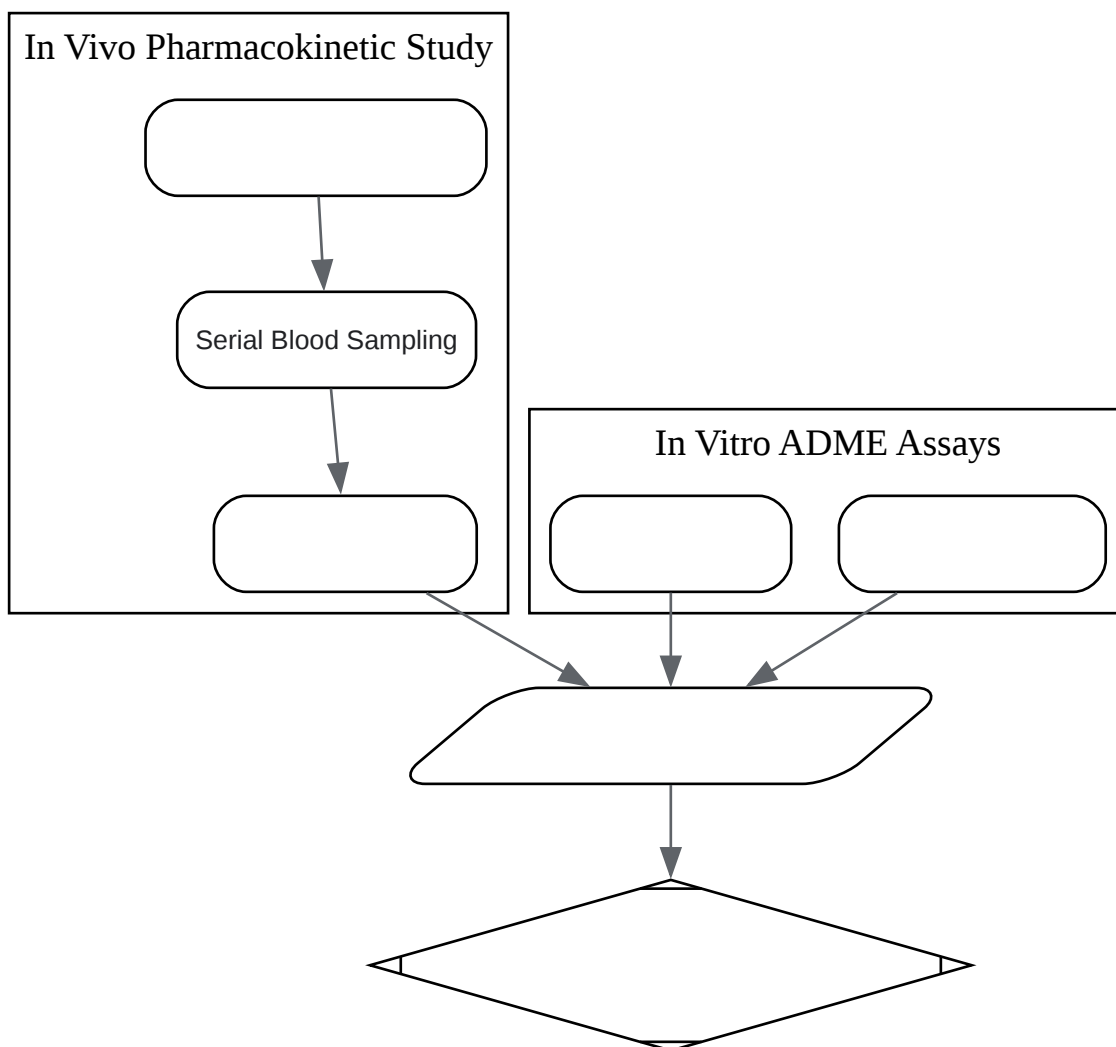 In Vivo Pharmacokinetic Study
Serial Blood Sampling
In Vitro ADME Assays